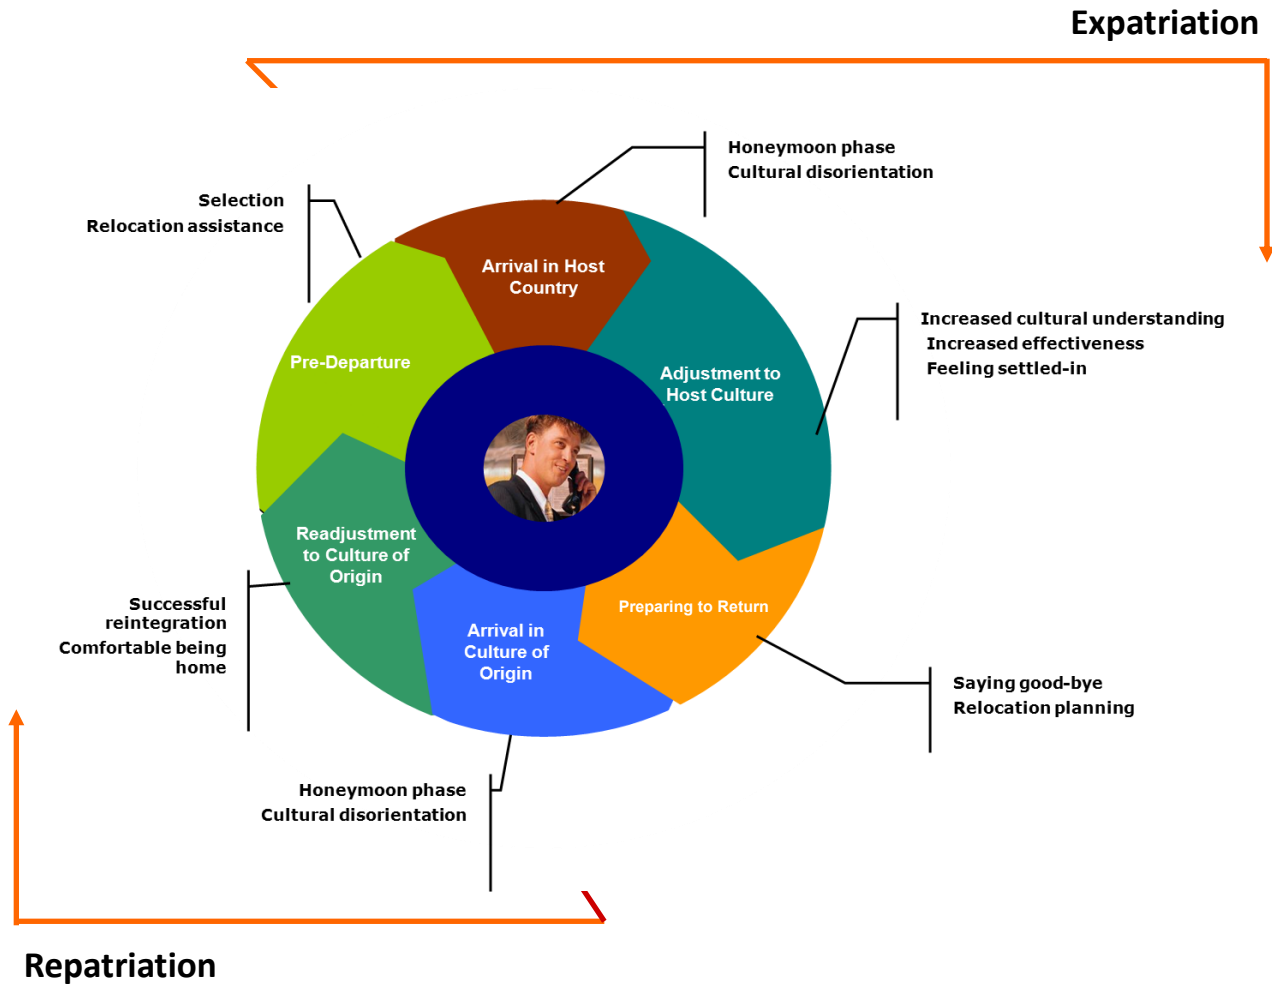 Expatriation
Honeymoon phase
Cultural disorientation
Selection
Relocation assistance
Arrival in Host
Country
Increased cultural understanding
Increased effectiveness
Feeling settled-in
Pre-Departure
Adjustment to
Host Culture
Readjustment
to Culture of
Origin
Preparing to Return
Successful
reintegration
Comfortable being
home
Arrival in
Culture of
Origin
Saying good-bye
Relocation planning
Honeymoon phase
Cultural disorientation
Repatriation